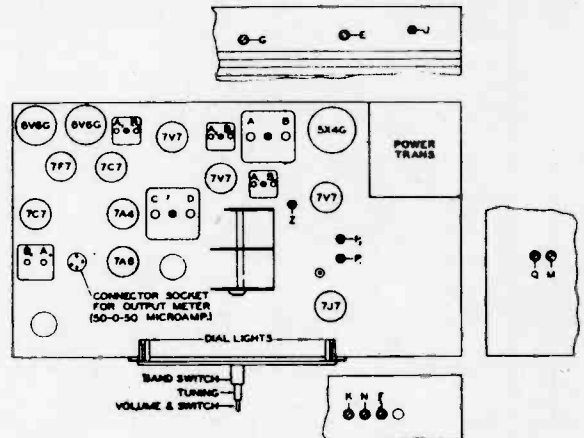 G E J
6V6G 6V6G A B 7V7 A B A B 5X4G POWER
TRANS
7F7 7C7 7V7 A B 7V7
7C7 7A4 C D Z
B A 7A6 P
P
Q M
CONNECTOR SOCKET
FOR OUTPUT METER
(50-0-50 MICROAMP.)
7J7
DIAL LIGHTS
BAND SWITCH
TUNING
VOLUME & SWITCH
K N F